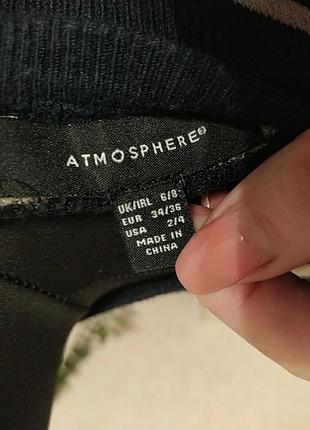 ATMOSPHERE®
UK/IRL 6/8
EUR 34/36
USA 2/4
MADE IN
CHINA